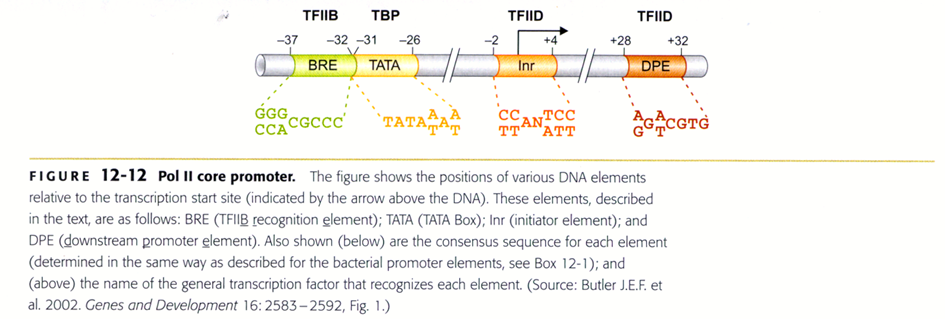 TFIIB TBP TFIID TFIID
−37 −32 −31 −26 −2 +4 +28 +32
BRE TATA Inr DPE
GGG A A CC TCC A A
CGCCC TATA A AN G CGTG
CCA T T TT ATT G T
FIGURE 12-12 Pol II core promoter. The figure shows the positions of various DNA elements
relative to the transcription start site (indicated by the arrow above the DNA). These elements, described
in the text, are as follows: BRE (TFIIB recognition element); TATA (TATA Box); Inr (initiator element); and
DPE (downstream promoter element). Also shown (below) are the consensus sequence for each element
(determined in the same way as described for the bacterial promoter elements, see Box 12-1); and
(above) the name of the general transcription factor that recognizes each element. (Source: Butler J.E.F. et
al. 2002. Genes and Development 16: 2583–2592, Fig. 1.)